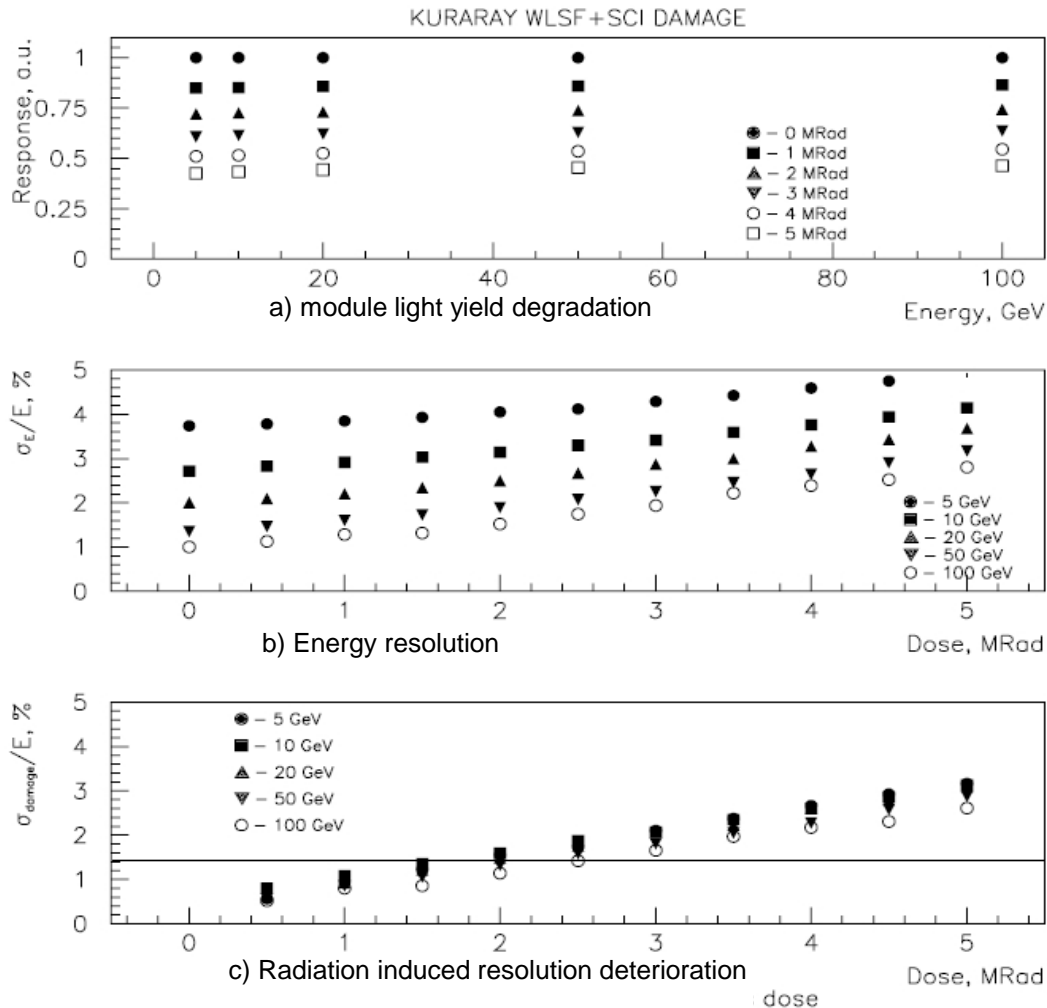 KURARAY WLSF+SCI DAMAGE
Response, a.u.
1
0.75
0.5
0.25
0
● – 0 MRad
■ – 1 MRad
▲ – 2 MRad
▼ – 3 MRad
○ – 4 MRad
□ – 5 MRad
0 20 40 60 80 100
a) module light yield degradation
Energy, GeV
σE/E, %
5
4
3
2
1
0
● – 5 GeV
■ – 10 GeV
▲ – 20 GeV
▼ – 50 GeV
○ – 100 GeV
0 1 2 3 4 5
b) Energy resolution
Dose, MRad
σdamage/E, %
5
4
3
2
1
0
● – 5 GeV
■ – 10 GeV
▲ – 20 GeV
▼ – 50 GeV
○ – 100 GeV
0 1 2 3 4 5
c) Radiation induced resolution deterioration
Dose, MRad
dose